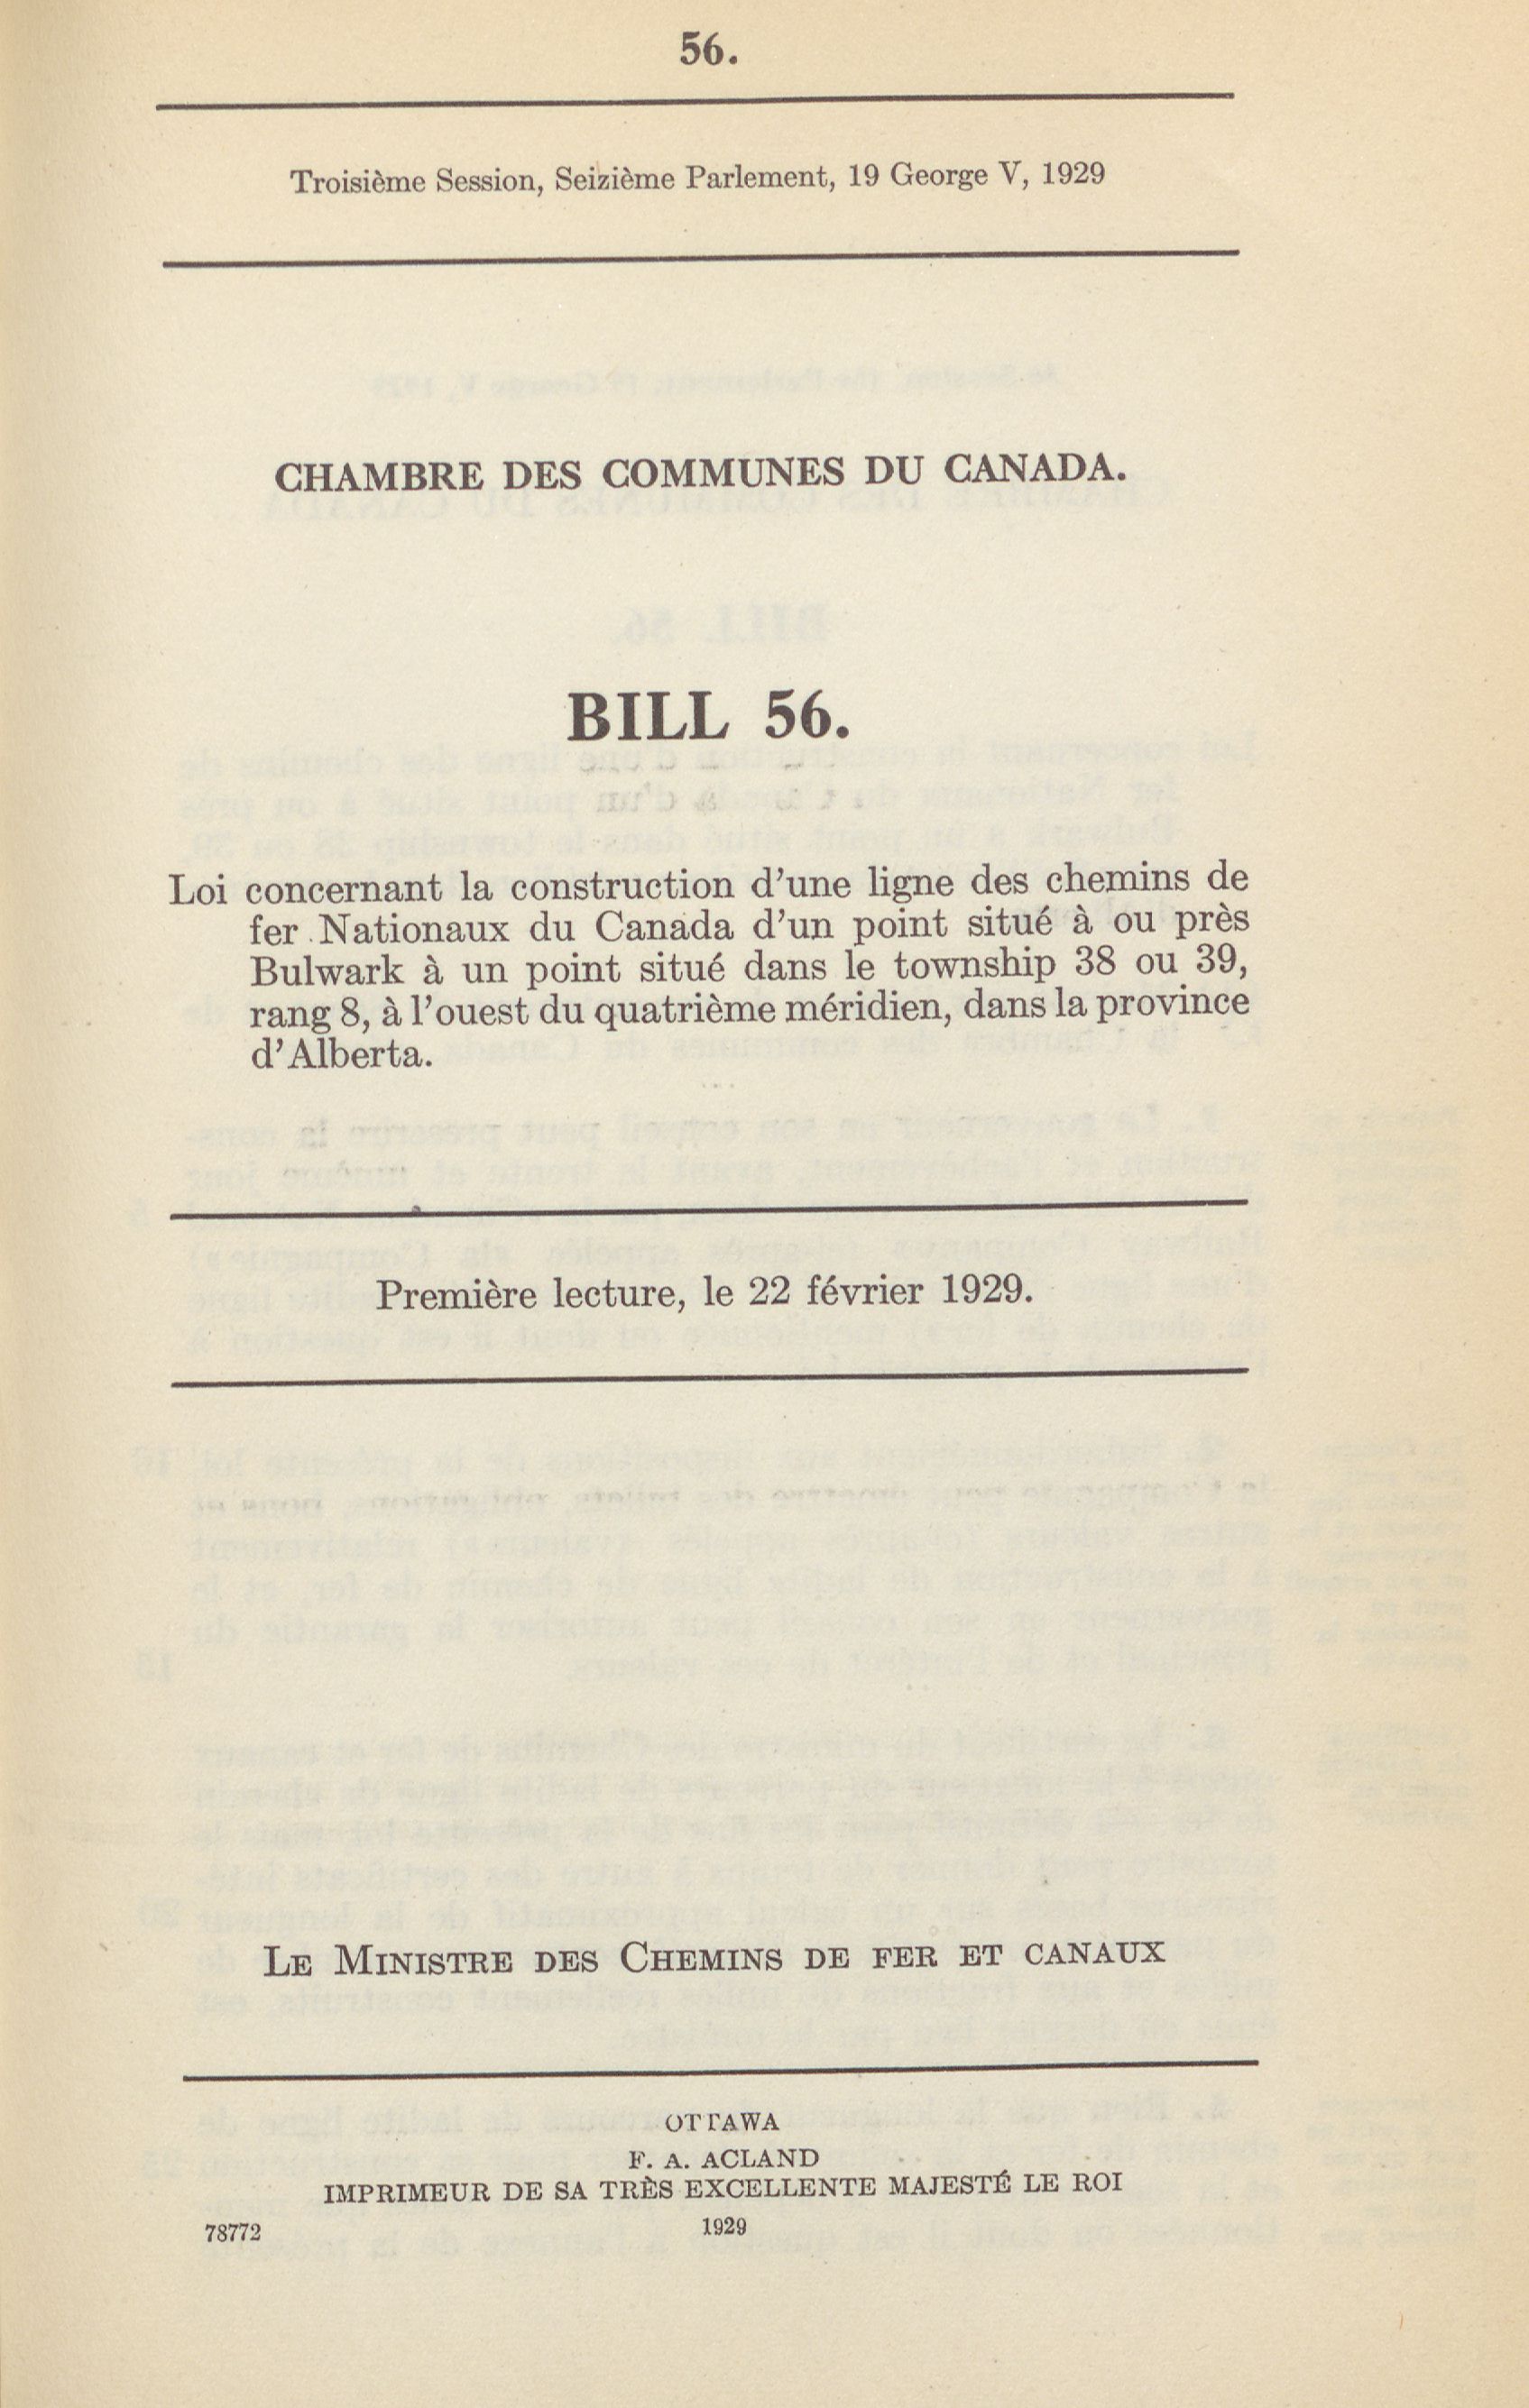 56.
Troisième Session, Seizième Parlement, 19 George V, 1929
CHAMBRE DES COMMUNES DU CANADA.
BILL 56.
Loi concernant la construction d'une ligne des chemins de
fer Nationaux du Canada d'un point situé à ou près
Bulwark à un point situé dans le township 38 ou 39,
rang 8, à l'ouest du quatrième méridien, dans la province
d'Alberta.
Première lecture, le 22 février 1929.
LE MINISTRE DES CHEMINS DE FER ET CANAUX
OTTAWA
F. A. ACLAND
IMPRIMEUR DE SA TRÈS EXCELLENTE MAJESTÉ LE ROI
78772 1929